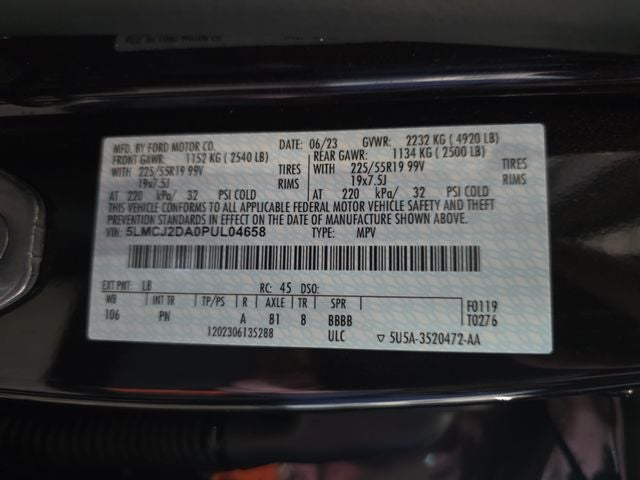 MFD. BY FORD MOTOR CO. DATE: 06/23 GVWR: 2232 KG ( 4920 LB)
FRONT GAWR: 1152 KG ( 2540 LB) REAR GAWR: 1134 KG ( 2500 LB)
WITH 225/55R19 99V TIRES WITH 225/55R19 99V TIRES
19x7.5J RIMS 19x7.5J RIMS
AT 220 kPa/ 32 PSI COLD AT 220 kPa/ 32 PSI COLD
THIS VEHICLE CONFORMS TO ALL APPLICABLE FEDERAL MOTOR VEHICLE SAFETY AND THEFT
PREVENTION STANDARDS IN EFFECT ON THE DATE OF MANUFACTURE SHOWN ABOVE.
VIN: 5LMCJ2DA0PUL04658 TYPE: MPV
EXT PNT: LB RC: 45 DSO:
WB INT TR TP/PS R AXLE TR SPR F0119
106 PN A 81 8 BBBB T0276
1202306135288 ULC ▽ 5U5A-3520472-AA